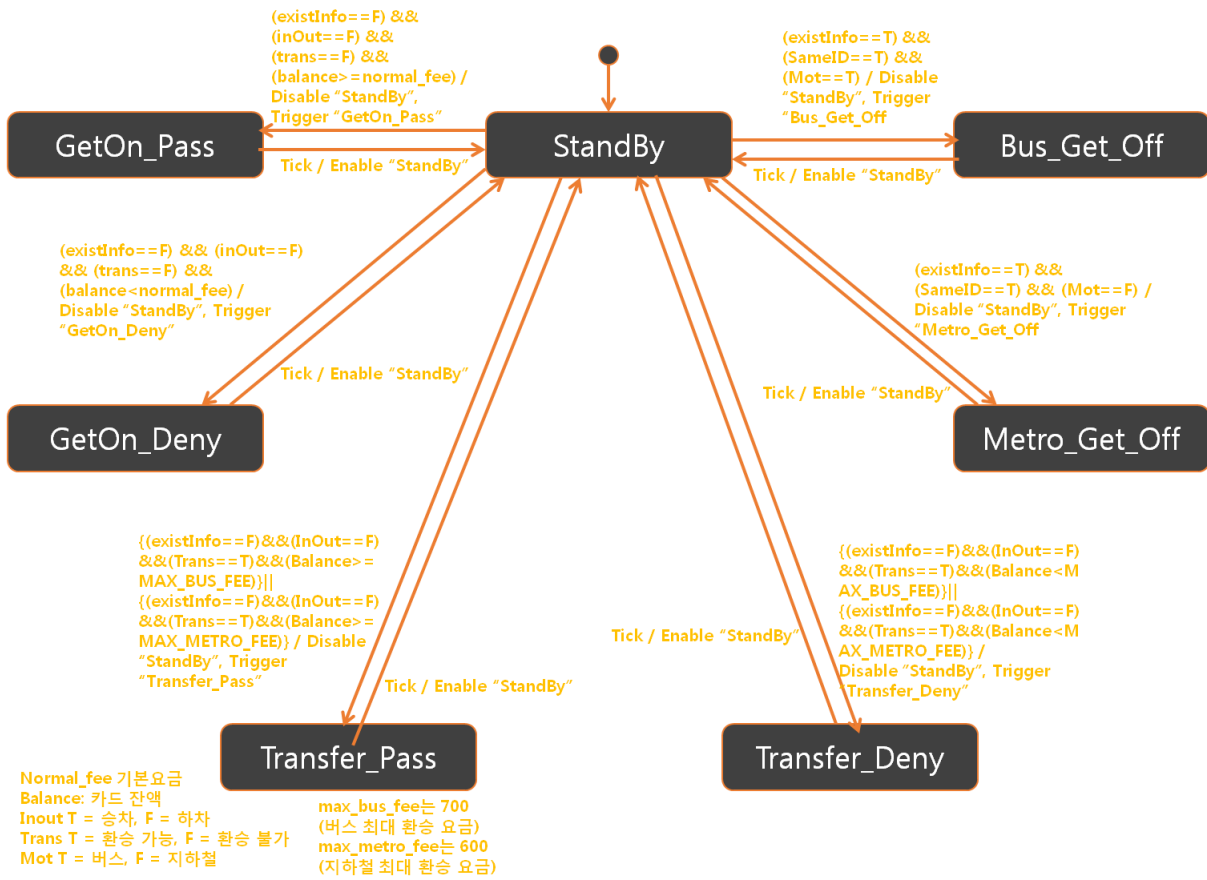 (existInfo==F) &&
(inOut==F) &&
(trans==F) &&
(balance>=normal_fee) /
Disable “StandBy”,
Trigger “GetOn_Pass”
(existInfo==T) &&
(SameID==T) &&
(Mot==T) / Disable
“StandBy”, Trigger
“Bus_Get_Off
GetOn_Pass
StandBy
Bus_Get_Off
Tick / Enable “StandBy”
Tick / Enable “StandBy”
(existInfo==F) && (inOut==F)
&& (trans==F) &&
(balance<normal_fee) /
Disable “StandBy”, Trigger
“GetOn_Deny”
(existInfo==T) &&
(SameID==T) && (Mot==F) /
Disable “StandBy”, Trigger
“Metro_Get_Off
Tick / Enable “StandBy”
Tick / Enable “StandBy”
GetOn_Deny
Metro_Get_Off
{(existInfo==F)&&(InOut==F)
&&(Trans==T)&&(Balance>=
MAX_BUS_FEE)}||
{(existInfo==F)&&(InOut==F)
&&(Trans==T)&&(Balance>=
MAX_METRO_FEE)} / Disable
“StandBy”, Trigger
“Transfer_Pass”
{(existInfo==F)&&(InOut==F)
&&(Trans==T)&&(Balance<M
AX_BUS_FEE)}||
{(existInfo==F)&&(InOut==F)
&&(Trans==T)&&(Balance<M
AX_METRO_FEE)} /
Disable “StandBy”, Trigger
“Transfer_Deny”
Tick / Enable “StandBy”
Tick / Enable “StandBy”
Transfer_Pass
Transfer_Deny
Normal_fee 기본요금
Balance: 카드 잔액
Inout T = 승차, F = 하차
Trans T = 환승 가능, F = 환승 불가
Mot T = 버스, F = 지하철
max_bus_fee는 700
(버스 최대 환승 요금)
max_metro_fee는 600
(지하철 최대 환승 요금)